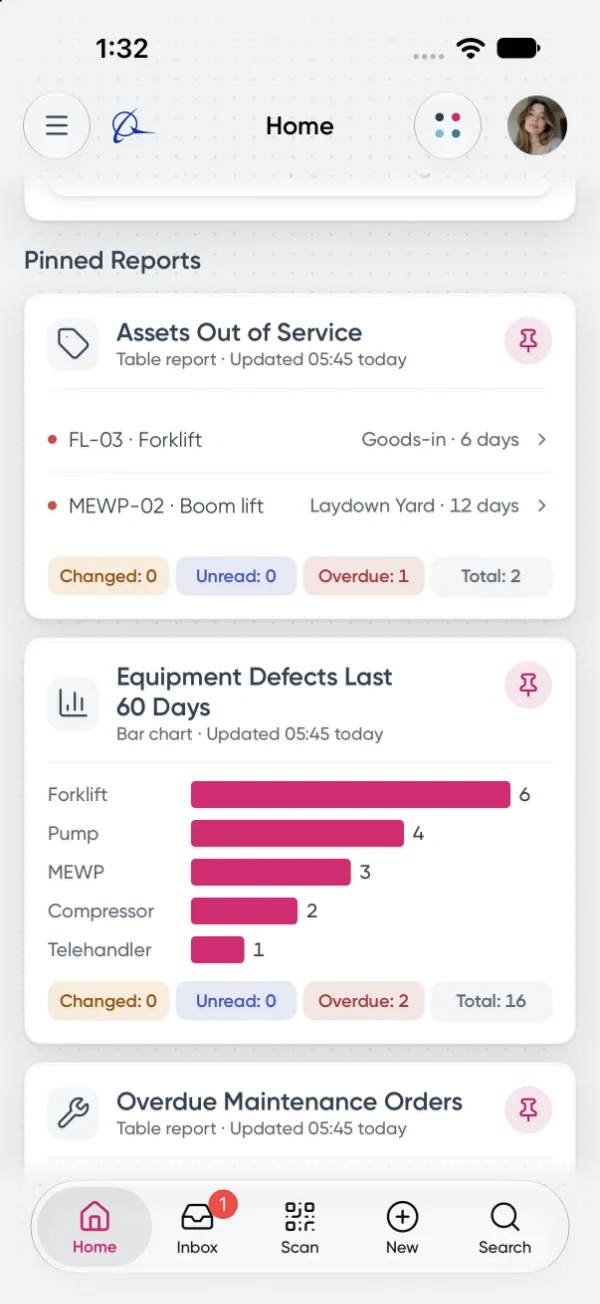 1:32
Home
Pinned Reports
Assets Out of Service
Table report · Updated 05:45 today
FL-03 · Forklift Goods-in · 6 days
MEWP-02 · Boom lift Laydown Yard · 12 days
Changed: 0 Unread: 0 Overdue: 1 Total: 2
Equipment Defects Last
60 Days
Bar chart · Updated 05:45 today
Forklift 6
Pump 4
MEWP 3
Compressor 2
Telehandler 1
Changed: 0 Unread: 0 Overdue: 2 Total: 16
Overdue Maintenance Orders
Table report · Updated 05:45 today
1
Home Inbox Scan New Search